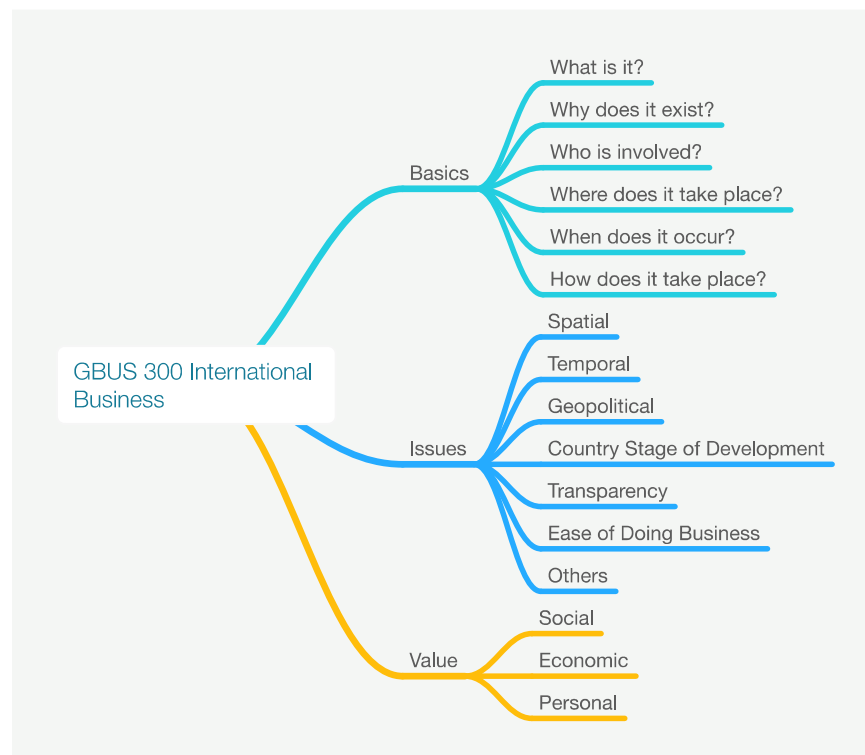 What is it?
Why does it exist?
Who is involved?
Basics
Where does it take place?
When does it occur?
How does it take place?
Spatial
GBUS 300 International
Business
Temporal
Geopolitical
Issues
Country Stage of Development
Transparency
Ease of Doing Business
Others
Social
Value
Economic
Personal